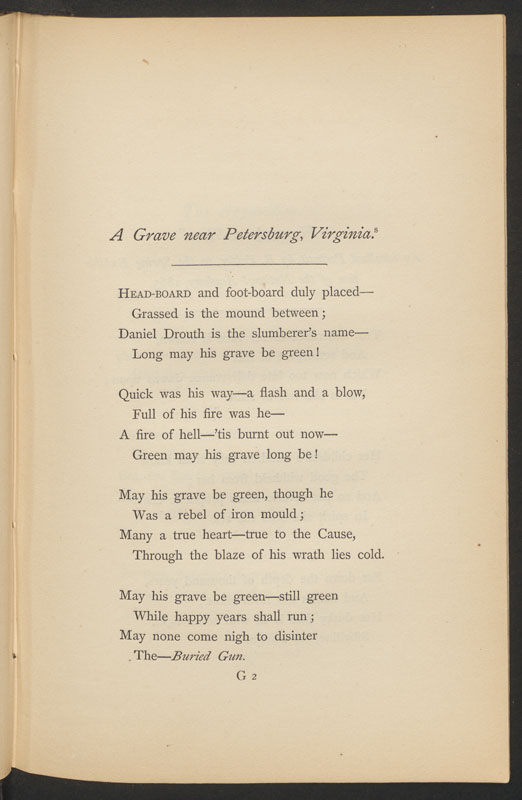 A Grave near Petersburg, Virginia.⁸
HEAD-BOARD and foot-board duly placed—
Grassed is the mound between;
Daniel Drouth is the slumberer's name—
Long may his grave be green!
Quick was his way—a flash and a blow,
Full of his fire was he—
A fire of hell—'tis burnt out now—
Green may his grave long be!
May his grave be green, though he
Was a rebel of iron mould;
Many a true heart—true to the Cause,
Through the blaze of his wrath lies cold.
May his grave be green—still green
While happy years shall run;
May none come nigh to disinter
The—Buried Gun.
G 2